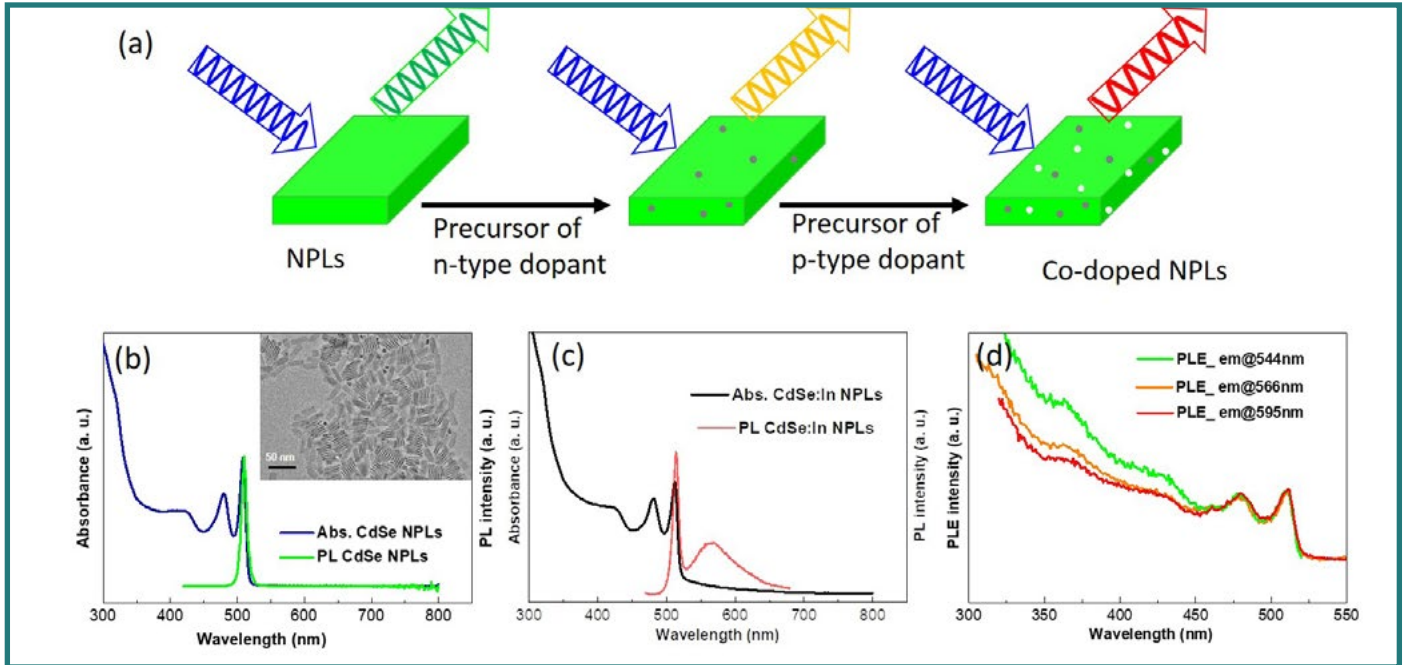 (a)
NPLs
Precursor of
n-type dopant
Precursor of
p-type dopant
Co-doped NPLs
(b)
50 nm
Abs. CdSe NPLs
PL CdSe NPLs
Absorbance (a. u.)
PL intensity (a. u.)
300 400 500 600 700 800
Wavelength (nm)
(c)
Abs. CdSe:In NPLs
PL CdSe:In NPLs
Absorbance (a. u.)
PL intensity (a. u.)
300 400 500 600 700 800
Wavelength (nm)
(d)
PLE_ em@544nm
PLE_ em@566nm
PLE_ em@595nm
PLE intensity (a. u.)
300 350 400 450 500 550
Wavelength (nm)